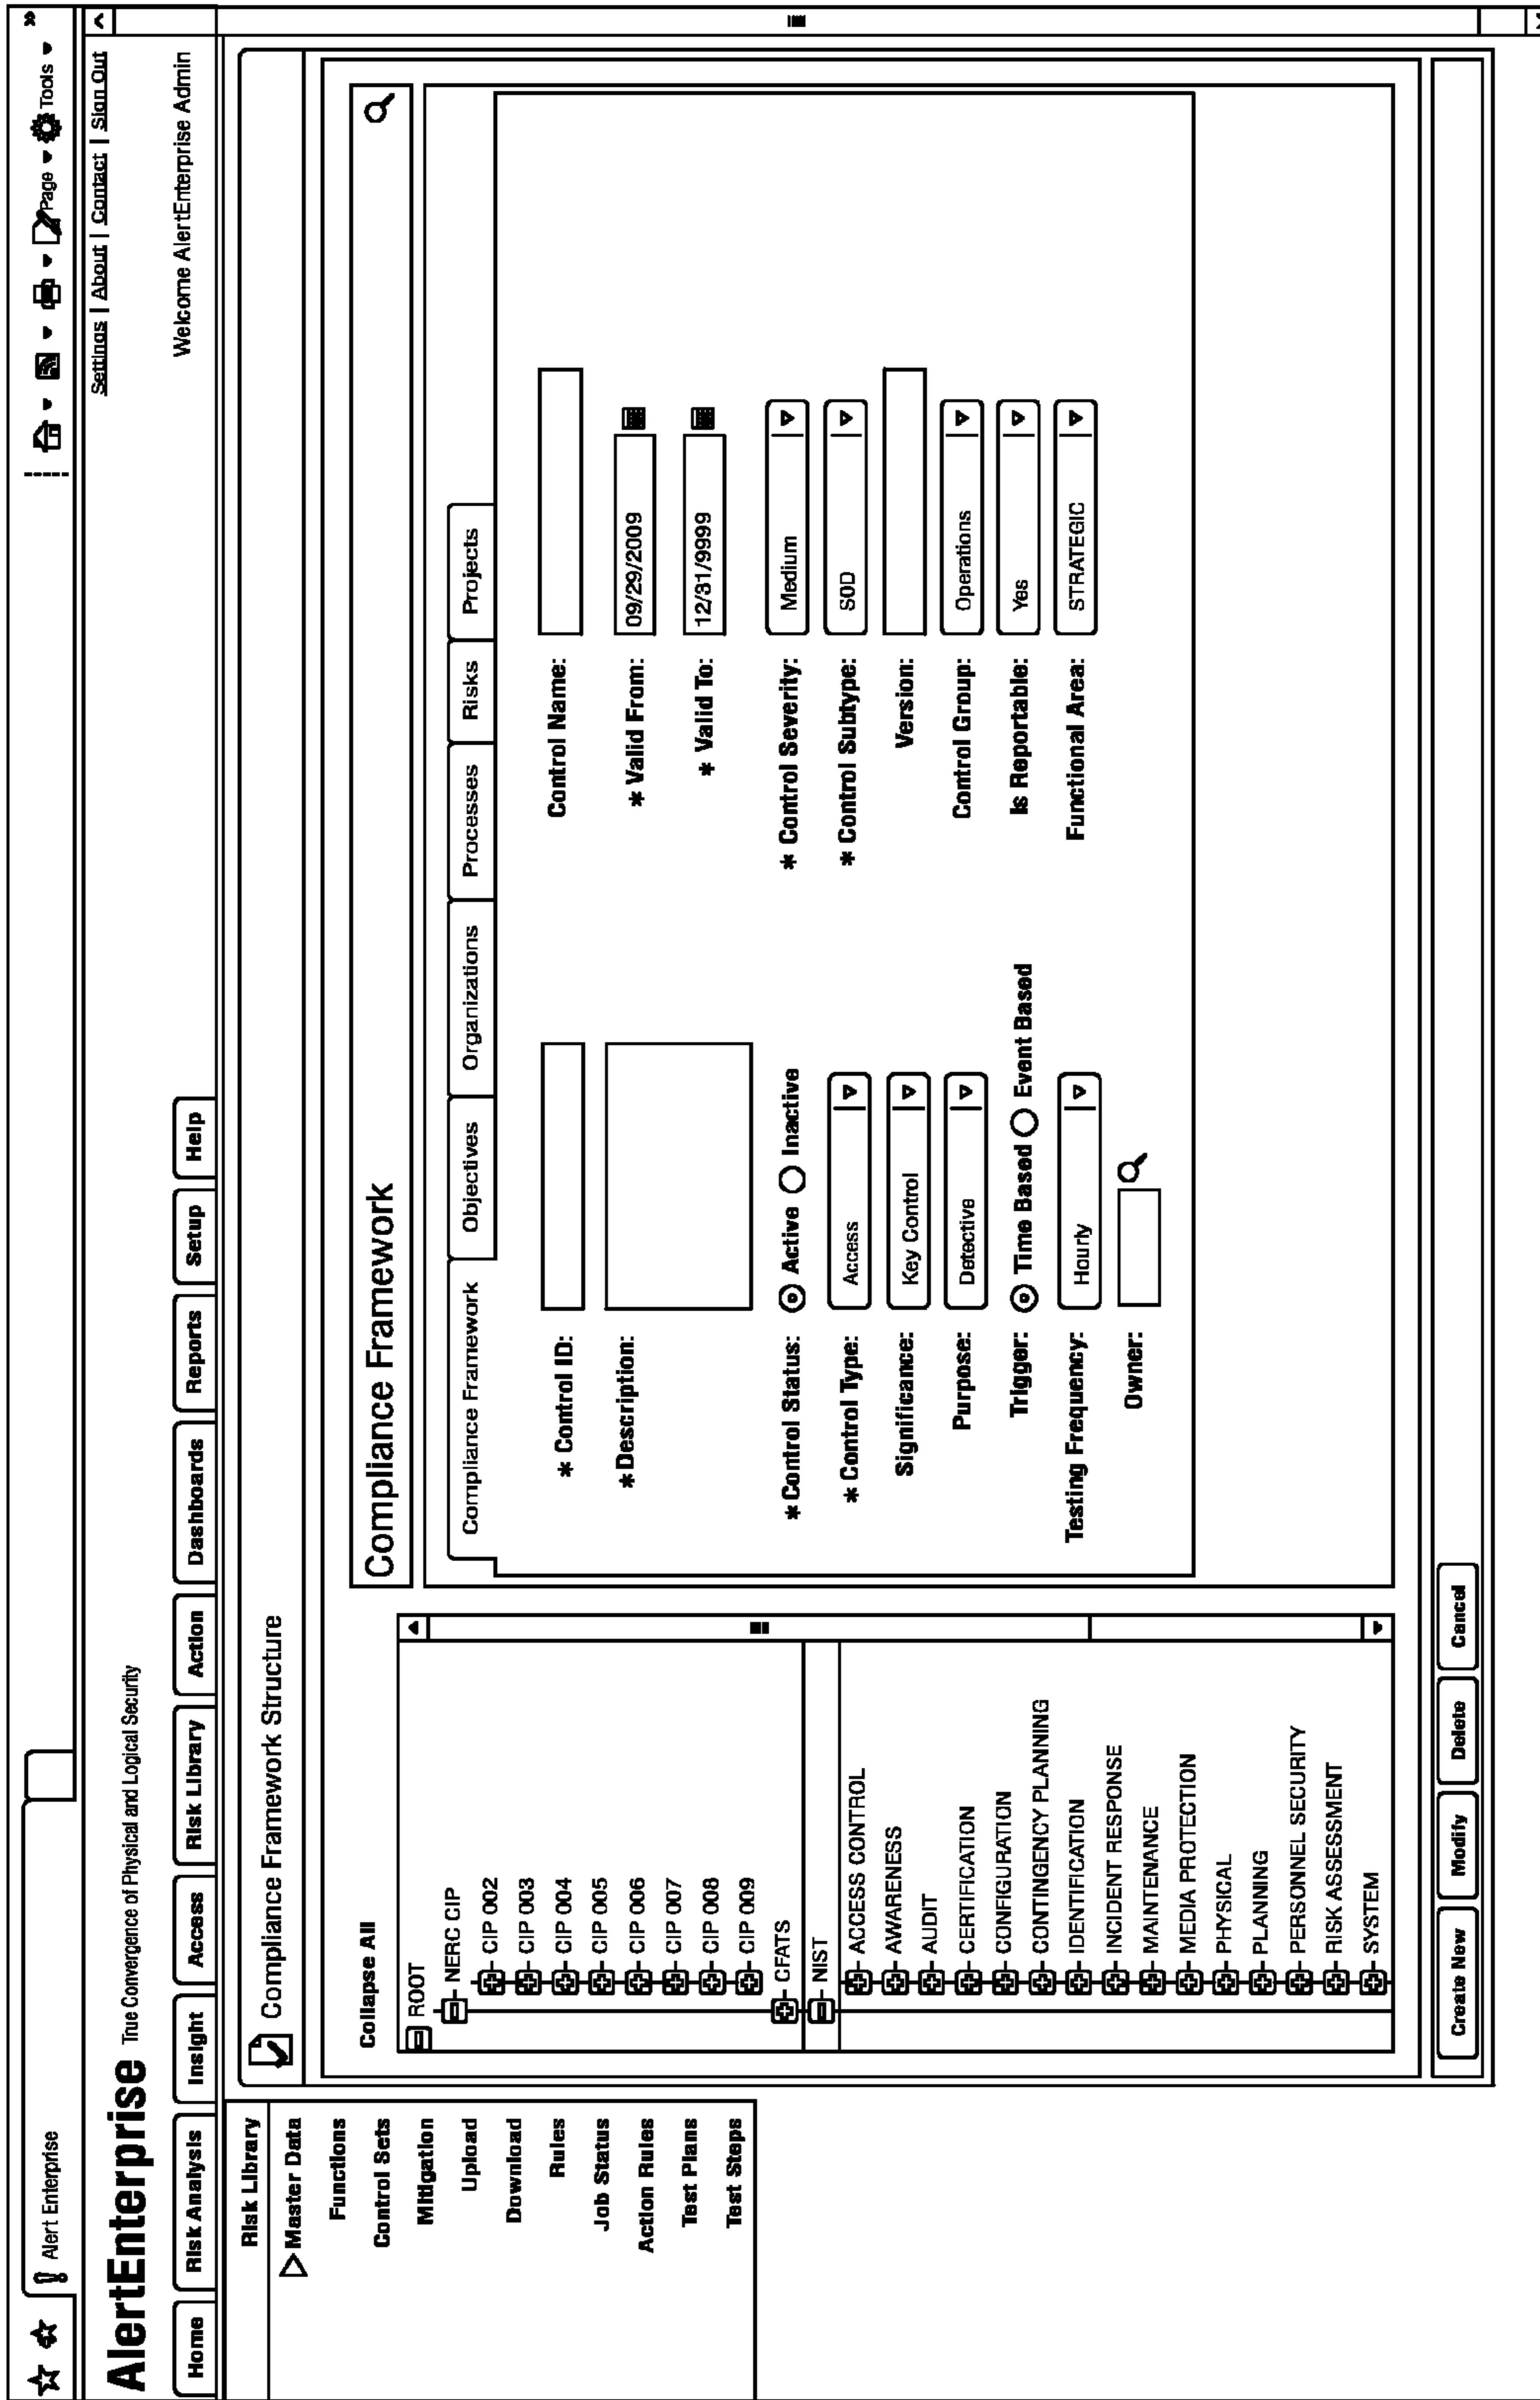 Alert Enterprise
Page Tools
Settings | About | Contact | Sign Out
AlertEnterprise True Convergence of Physical and Logical Security
Welcome AlertEnterprise Admin
Home Risk Analysis Insight Access Risk Library Action Dashboards Reports Setup Help
Risk Library
Master Data
Functions
Control Sets
Mitigation
Upload
Download
Rules
Job Status
Action Rules
Test Plans
Test Steps
Compliance Framework Structure
Collapse All
ROOT
NERC CIP
CIP 002
CIP 003
CIP 004
CIP 005
CIP 006
CIP 007
CIP 008
CIP 009
CFATS
NIST
ACCESS CONTROL
AWARENESS
AUDIT
CERTIFICATION
CONFIGURATION
CONTINGENCY PLANNING
IDENTIFICATION
INCIDENT RESPONSE
MAINTENANCE
MEDIA PROTECTION
PHYSICAL
PLANNING
PERSONNEL SECURITY
RISK ASSESSMENT
SYSTEM
Compliance Framework
Compliance Framework Objectives Organizations Processes Risks Projects
* Control ID:
Control Name:
* Description:
* Valid From: 09/29/2009
* Valid To: 12/31/9999
* Control Status: Active Inactive
* Control Severity: Medium
* Control Type: Access
* Control Subtype: SOD
Significance: Key Control
Version:
Purpose: Detective
Control Group: Operations
Trigger: Time Based Event Based
Is Reportable: Yes
Testing Frequency: Hourly
Functional Area: STRATEGIC
Owner:
Create New Modify Delete Cancel